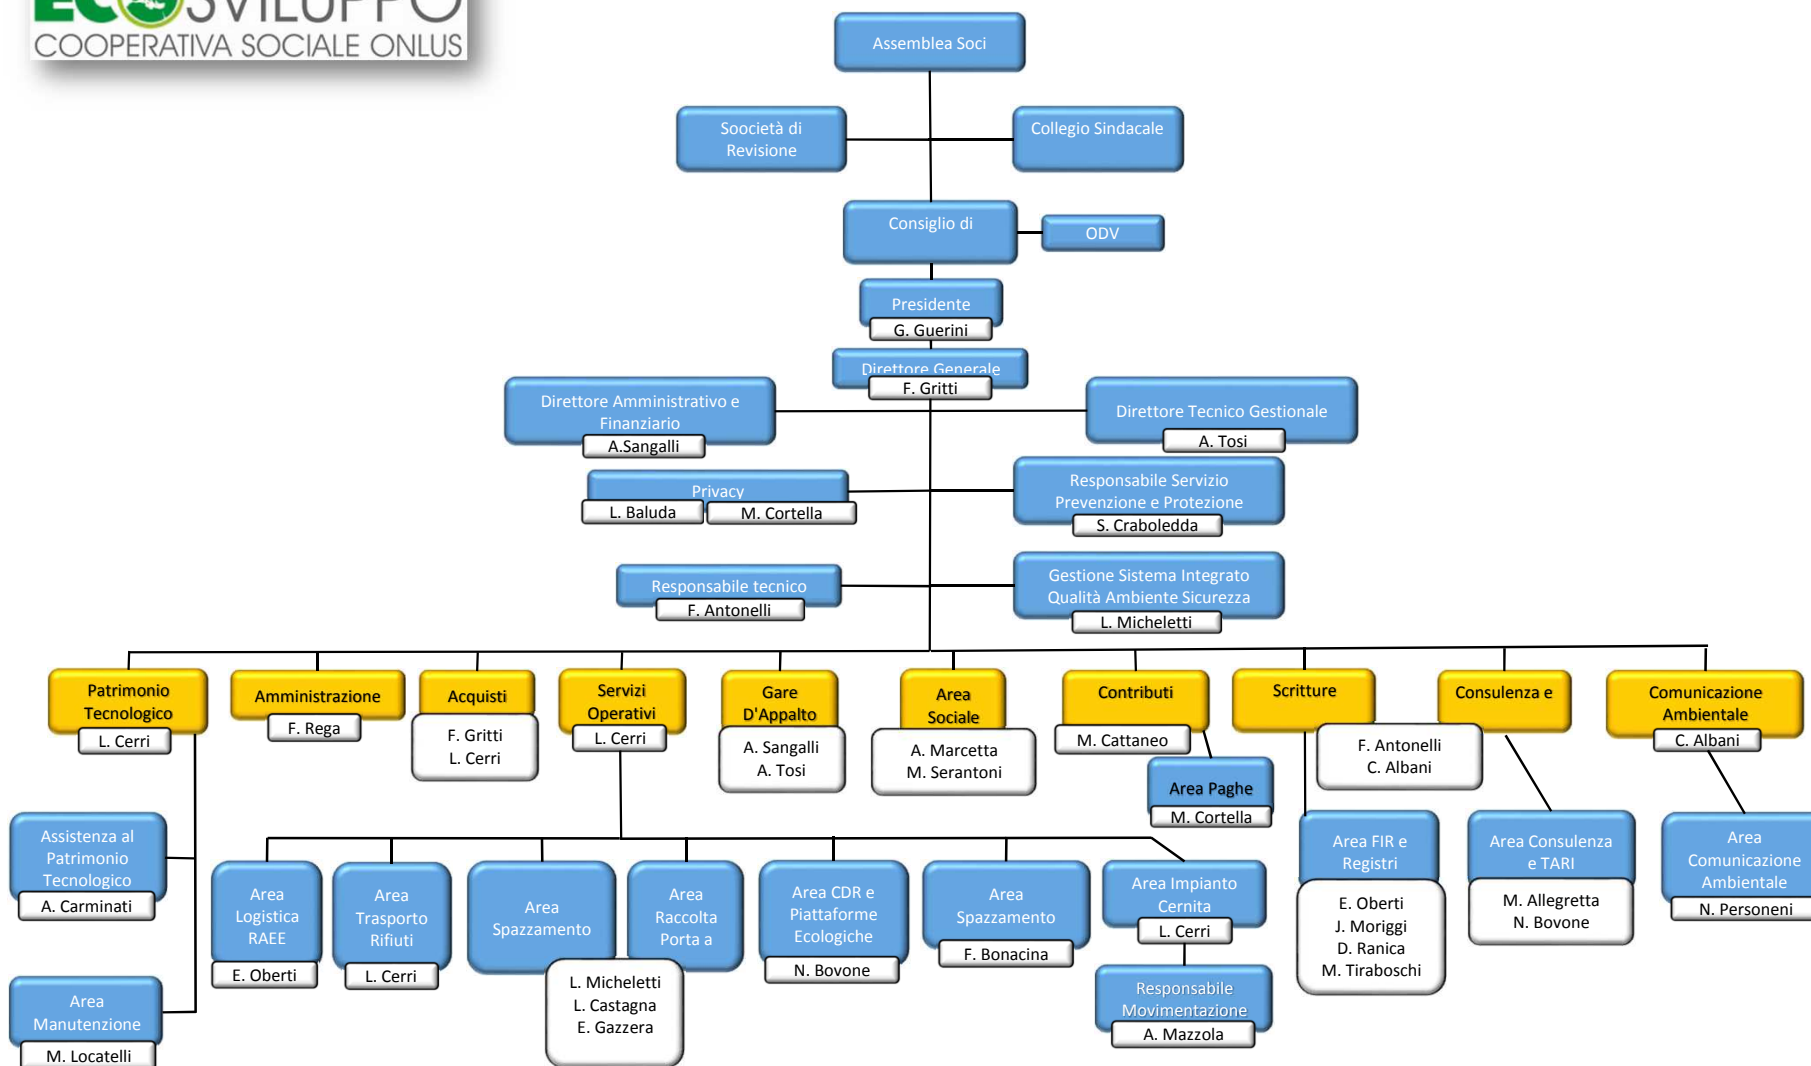 ECOSVILUPPO
COOPERATIVA SOCIALE ONLUS
Assemblea Soci
Soocietà di
Revisione
Collegio Sindacale
Consiglio di
ODV
Presidente
G. Guerini
Direttore Generale
F. Gritti
Direttore Amministrativo e
Finanziario
A.Sangalli
Direttore Tecnico Gestionale
A. Tosi
Privacy
L. Baluda
M. Cortella
Responsabile Servizio
Prevenzione e Protezione
S. Craboledda
Responsabile tecnico
F. Antonelli
Gestione Sistema Integrato
Qualità Ambiente Sicurezza
L. Micheletti
Patrimonio
Tecnologico
L. Cerri
Amministrazione
F. Rega
Acquisti
F. Gritti
L. Cerri
Servizi
Operativi
L. Cerri
Gare
D'Appalto
A. Sangalli
A. Tosi
Area
Sociale
A. Marcetta
M. Serantoni
Contributi
M. Cattaneo
Area Paghe
M. Cortella
Scritture
Consulenza e
F. Antonelli
C. Albani
Comunicazione
Ambientale
C. Albani
Assistenza al
Patrimonio
Tecnologico
A. Carminati
Area
Manutenzione
M. Locatelli
Area
Logistica
RAEE
E. Oberti
Area
Trasporto
Rifiuti
L. Cerri
Area
Spazzamento
Area
Raccolta
Porta a
L. Micheletti
L. Castagna
E. Gazzera
Area CDR e
Piattaforme
Ecologiche
N. Bovone
Area
Spazzamento
F. Bonacina
Area Impianto
Cernita
L. Cerri
Responsabile
Movimentazione
A. Mazzola
Area FIR e
Registri
E. Oberti
J. Moriggi
D. Ranica
M. Tiraboschi
Area Consulenza
e TARI
M. Allegretta
N. Bovone
Area
Comunicazione
Ambientale
N. Personeni